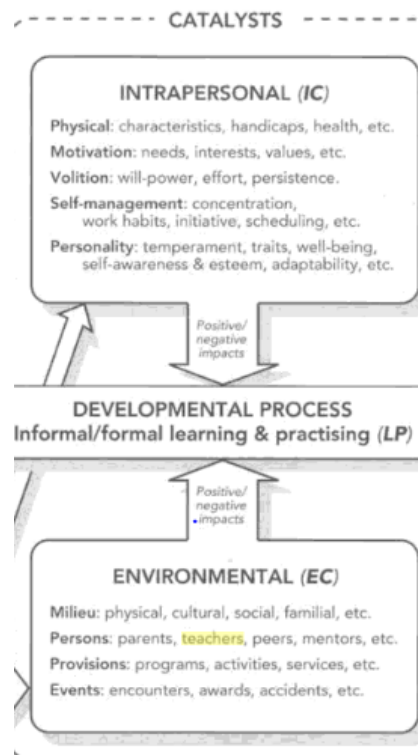 CATALYSTS
INTRAPERSONAL (IC)
Physical: characteristics, handicaps, health, etc.
Motivation: needs, interests, values, etc.
Volition: will-power, effort, persistence.
Self-management: concentration,
work habits, initiative, scheduling, etc.
Personality: temperament, traits, well-being,
self-awareness & esteem, adaptability, etc.
Positive/
negative
impacts
DEVELOPMENTAL PROCESS
Informal/formal learning & practising (LP)
Positive/
negative
impacts
ENVIRONMENTAL (EC)
Milieu: physical, cultural, social, familial, etc.
Persons: parents, teachers, peers, mentors, etc.
Provisions: programs, activities, services, etc.
Events: encounters, awards, accidents, etc.